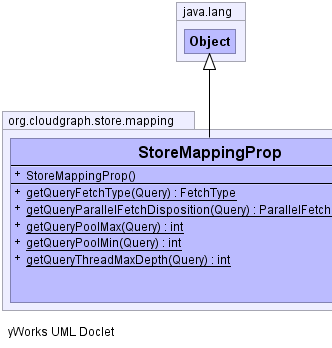 java.lang
Object
org.cloudgraph.store.mapping
StoreMappingProp
+ StoreMappingProp()
+ getQueryFetchType(Query) : FetchType
+ getQueryParallelFetchDisposition(Query) : ParallelFetch
+ getQueryPoolMax(Query) : int
+ getQueryPoolMin(Query) : int
+ getQueryThreadMaxDepth(Query) : int
yWorks UML Doclet